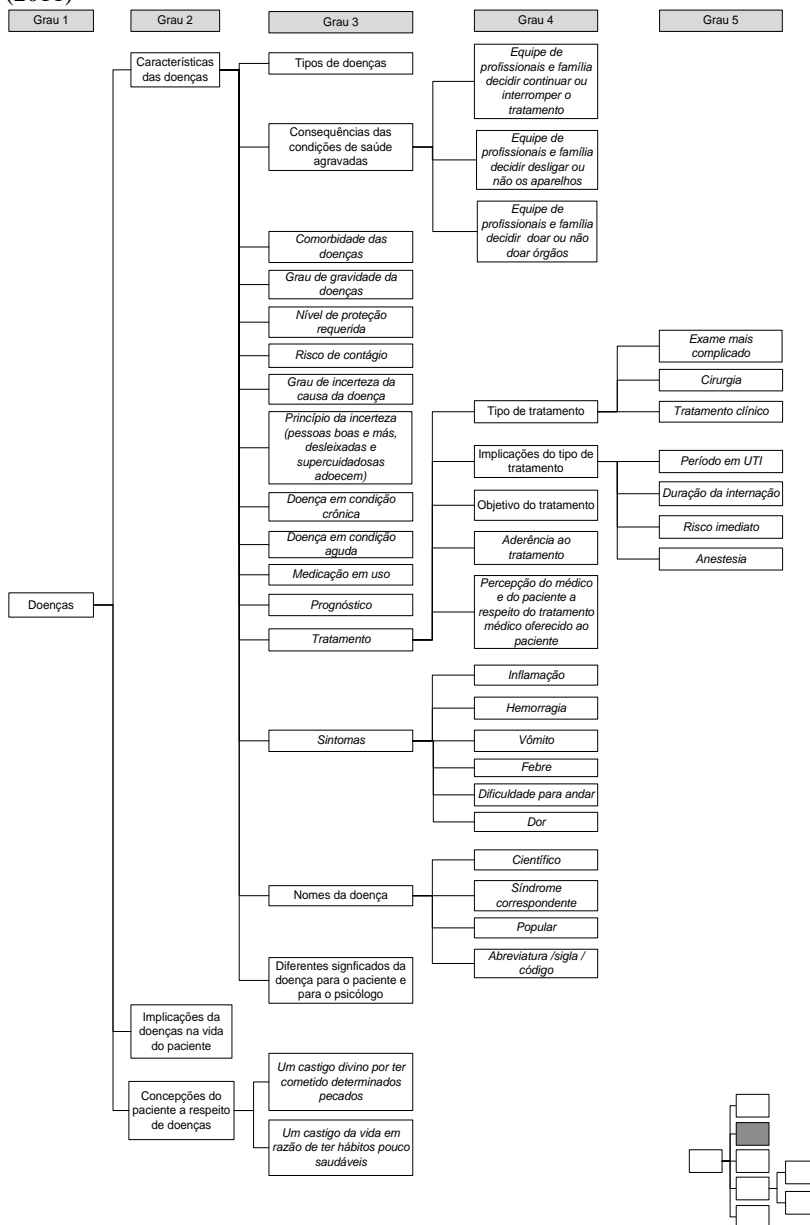 (2011)
Grau 1
Grau 2
Grau 3
Grau 4
Grau 5
Características
das doenças
Tipos de doenças
Consequências das
condições de saúde
agravadas
Equipe de
profissionais e família
decidir continuar ou
interromper o
tratamento
Equipe de
profissionais e família
decidir desligar ou
não os aparelhos
Equipe de
profissionais e família
decidir doar ou não
doar órgãos
Comorbidade das
doenças
Grau de gravidade da
doenças
Nível de proteção
requerida
Risco de contágio
Grau de incerteza da
causa da doença
Princípio da incerteza
(pessoas boas e más,
desleixadas e
supercuidadosas
adoecem)
Doença em condição
crônica
Doença em condição
aguda
Medicação em uso
Prognóstico
Tratamento
Tipo de tratamento
Exame mais
complicado
Cirurgia
Tratamento clínico
Implicações do tipo de
tratamento
Período em UTI
Duração da internação
Risco imediato
Anestesia
Objetivo do tratamento
Aderência ao
tratamento
Percepção do médico
e do paciente a
respeito do tratamento
médico oferecido ao
paciente
Doenças
Sintomas
Inflamação
Hemorragia
Vômito
Febre
Dificuldade para andar
Dor
Nomes da doença
Científico
Síndrome
correspondente
Popular
Abreviatura /sigla /
código
Diferentes signficados da
doença para o paciente e
para o psicólogo
Implicações da
doenças na vida
do paciente
Concepções do
paciente a respeito
de doenças
Um castigo divino por ter
cometido determinados
pecados
Um castigo da vida em
razão de ter hábitos pouco
saudáveis